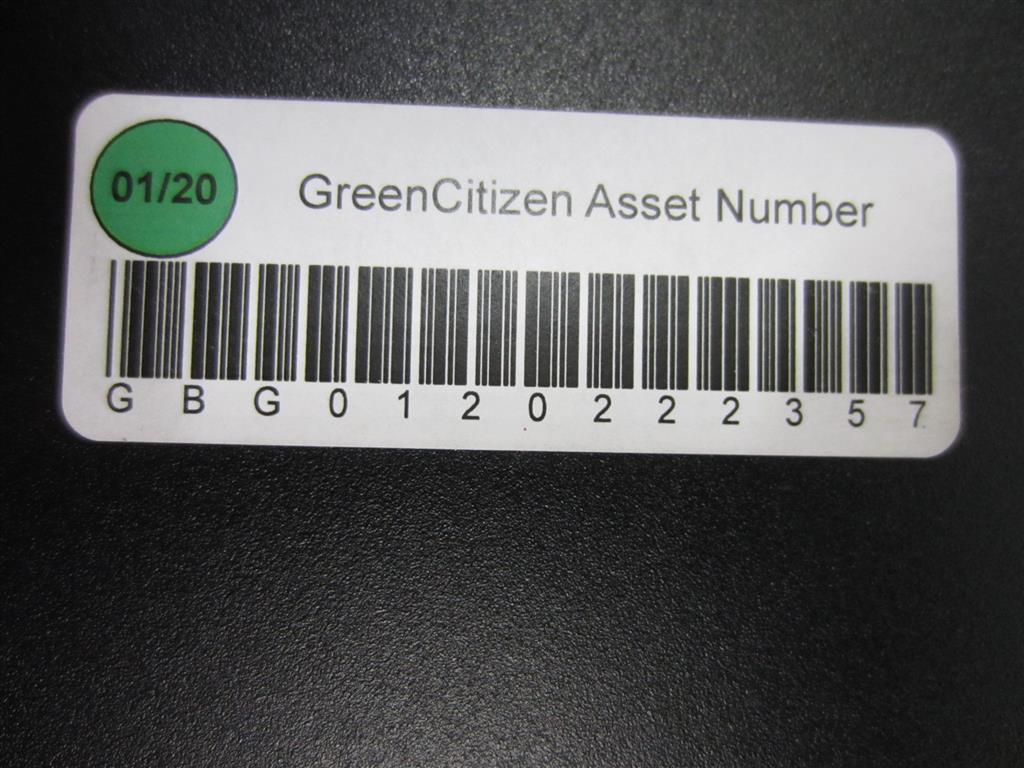 01/20
GreenCitizen Asset Number
GBG0120222357